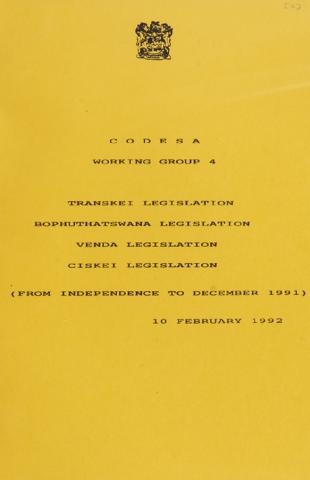 C O D E S A
WORKING GROUP 4
TRANSKEI LEGISLATION
BOPHUTHATSWANA LEGISLATION
VENDA LEGISLATION
CISKEI LEGISLATION
(FROM INDEPENDENCE TO DECEMBER 1991)
10 FEBRUARY 1992